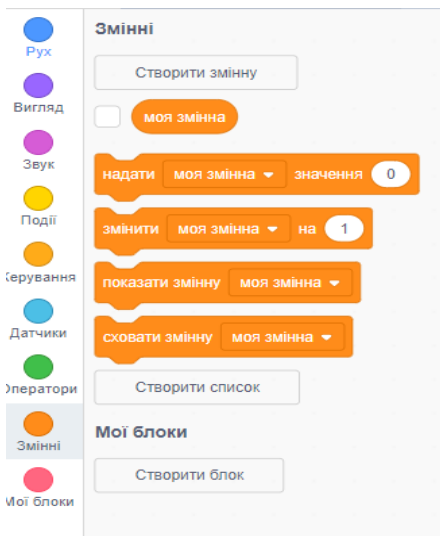 Рух
Вигляд
Звук
Події
Керування
Датчики
Оператори
Змінні
Мої блоки
Змінні
Створити змінну
моя змінна
надати моя змінна значення 0
змінити моя змінна на 1
показати змінну моя змінна
сховати змінну моя змінна
Створити список
Мої блоки
Створити блок